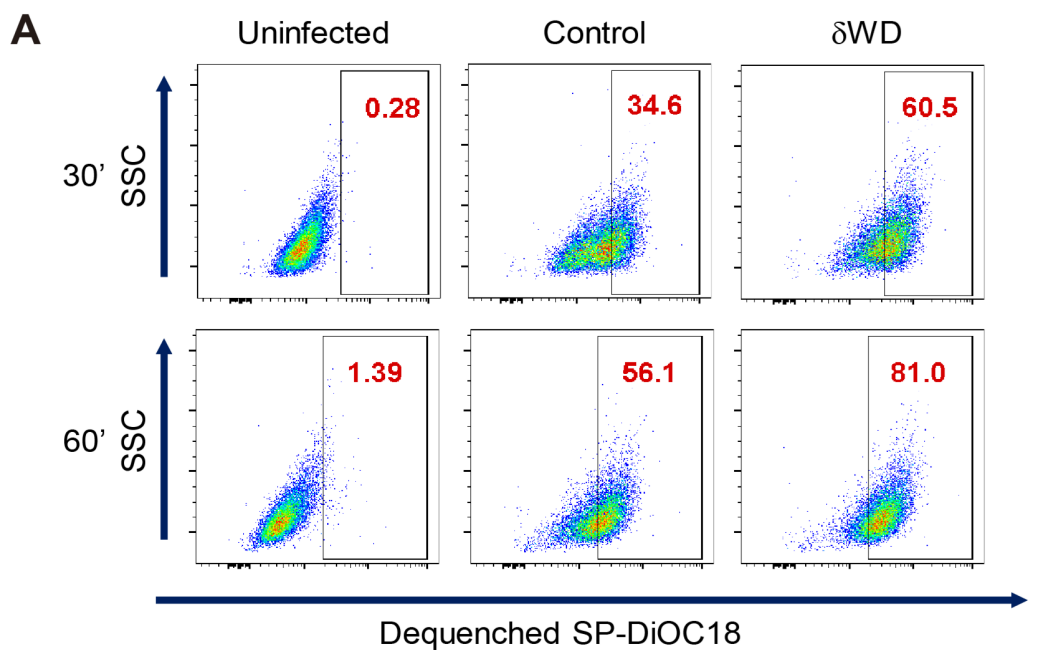 A
Uninfected Control δWD
30’ SSC 0.28 34.6 60.5
60’ SSC 1.39 56.1 81.0
Dequenched SP-DiOC18